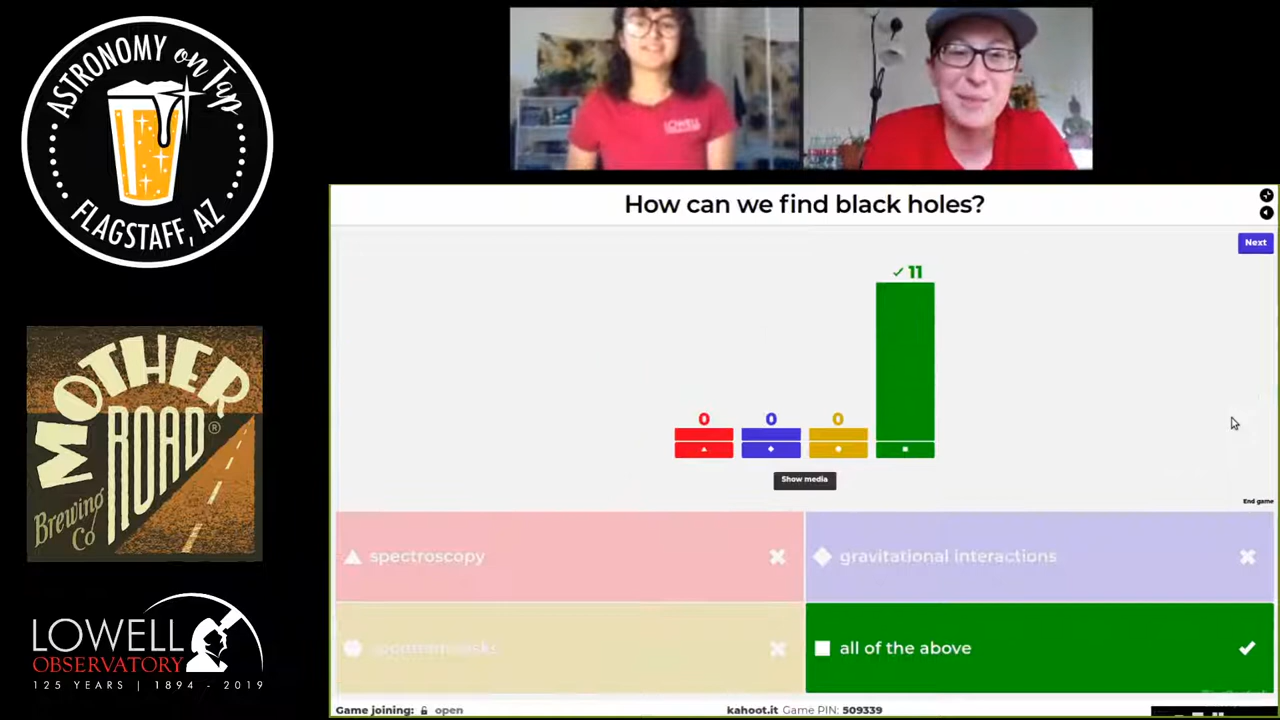 ASTRONOMY on Tap
FLAGSTAFF, AZ
LOWELL
How can we find black holes?
Next
11
0
0
0
Show media
End game
spectroscopy
gravitational interactions
all of the above
MOTHER
ROAD®
Brewing
Co
LOWELL
OBSERVATORY
125 YEARS | 1894 - 2019
Game joining: open
kahoot.it Game PIN: 509339